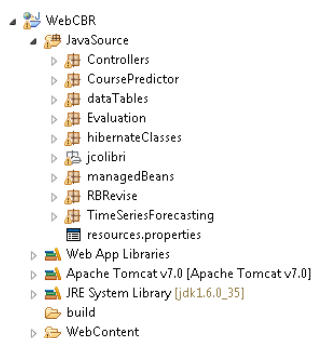 WebCBR
JavaSource
Controllers
CoursePredictor
dataTables
Evaluation
hibernateClasses
jcolibri
managedBeans
RBRevise
TimeSeriesForecasting
resources.properties
Web App Libraries
Apache Tomcat v7.0 [Apache Tomcat v7.0]
JRE System Library [jdk1.6.0_35]
build
WebContent